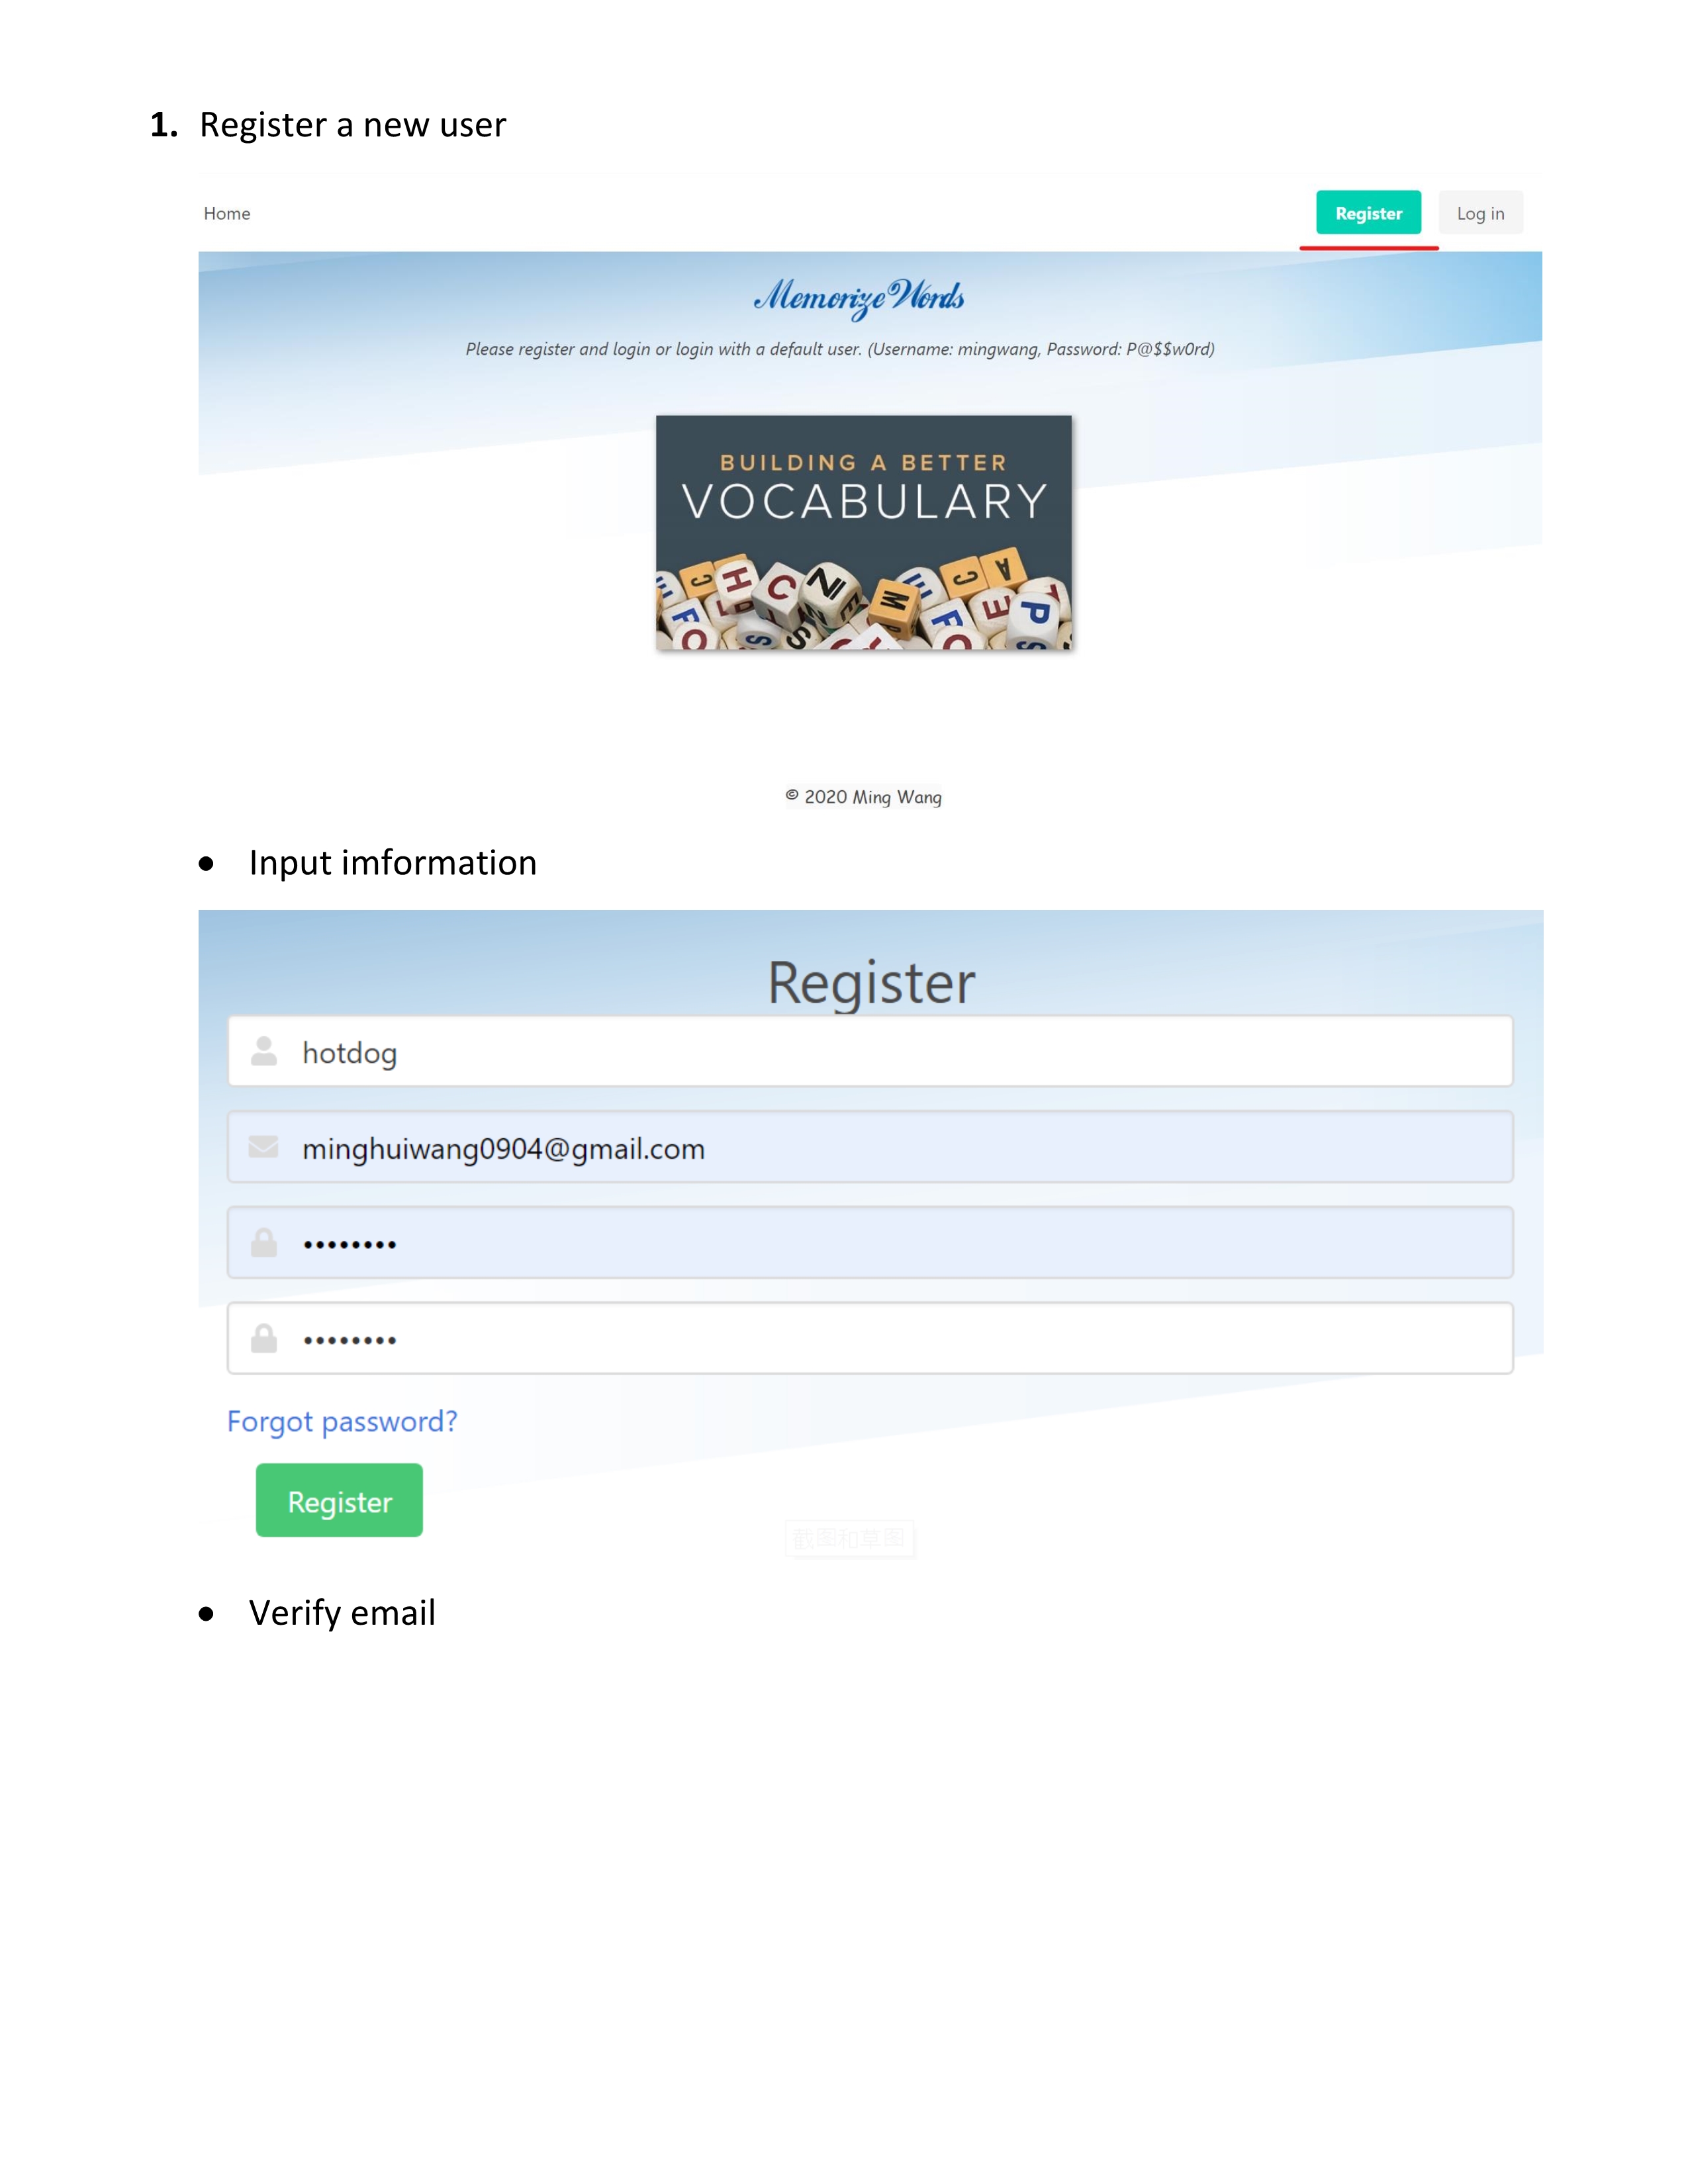 1. Register a new user
Home
Register
Log in
Memorize Words
Please register and login or login with a default user. (Username: mingwang, Password: P@$$w0rd)
BUILDING A BETTER
VOCABULARY
© 2020 Ming Wang
• Input imformation
Register
hotdog
minghuiwang0904@gmail.com
••••••••
••••••••
Forgot password?
Register
截图和草图
• Verify email